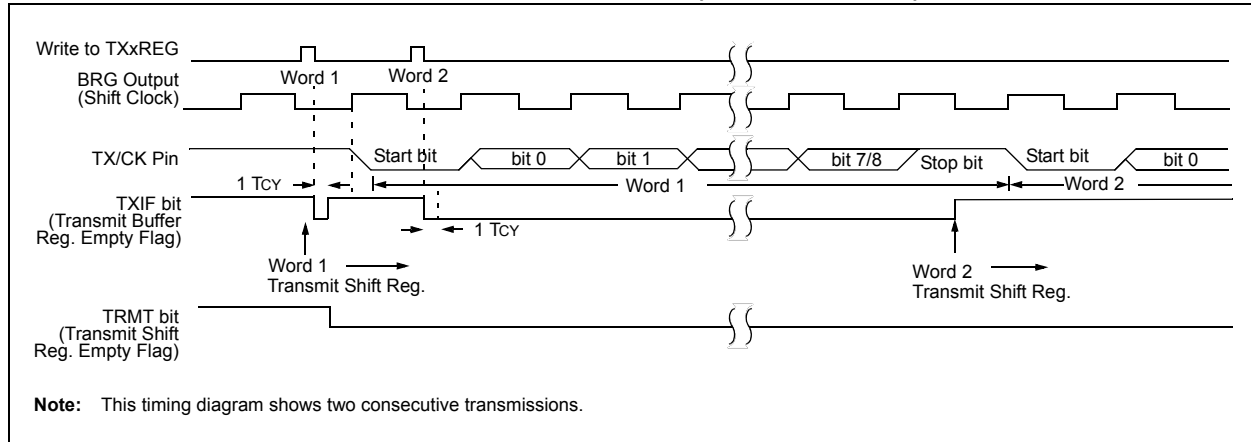 Write to TXxREG
Word 1
Word 2
BRG Output
(Shift Clock)
TX/CK Pin
Start bit
bit 0
bit 1
bit 7/8
Stop bit
Start bit
bit 0
1 TCY
Word 1
Word 2
TXIF bit
(Transmit Buffer
Reg. Empty Flag)
1 TCY
Word 1
Transmit Shift Reg.
Word 2
Transmit Shift Reg.
TRMT bit
(Transmit Shift
Reg. Empty Flag)
Note: This timing diagram shows two consecutive transmissions.